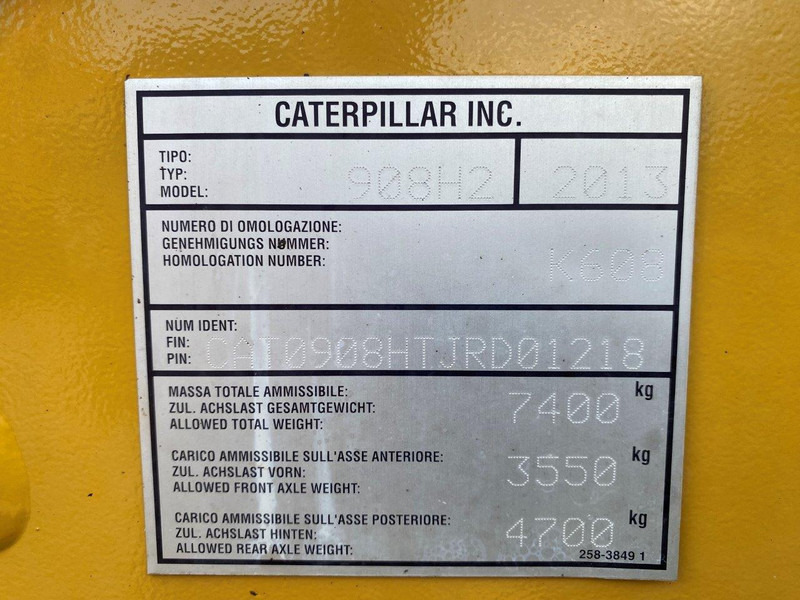 CATERPILLAR INC.
TIPO:
TYP:
MODEL: 908H2 2013
NUMERO DI OMOLOGAZIONE:
GENEHMIGUNGS NUMMER:
HOMOLOGATION NUMBER: K608
NUM IDENT:
FIN:
PIN: CAT0908HTJRD01218
MASSA TOTALE AMMISSIBILE: kg
ZUL. ACHSLAST GESAMTGEWICHT: 7400
ALLOWED TOTAL WEIGHT:
CARICO AMMISSIBILE SULL'ASSE ANTERIORE: kg
ZUL. ACHSLAST VORN: 3550
ALLOWED FRONT AXLE WEIGHT:
CARICO AMMISSIBILE SULL'ASSE POSTERIORE: kg
ZUL. ACHSLAST HINTEN: 4700
ALLOWED REAR AXLE WEIGHT: 258-3849 1